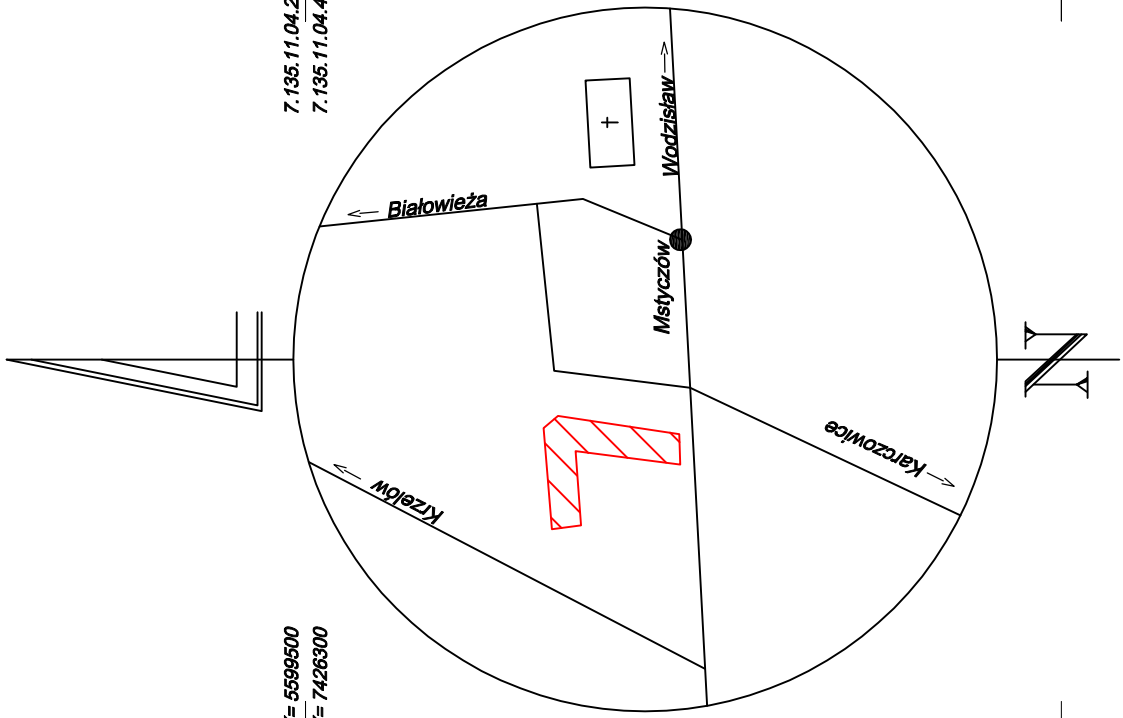 7.135.11.04.2
7.135.11.04.4
Białowieża
Wodzisław
Mstyczów
Krzelów
Karczowice
= 5599500
= 7426300
N